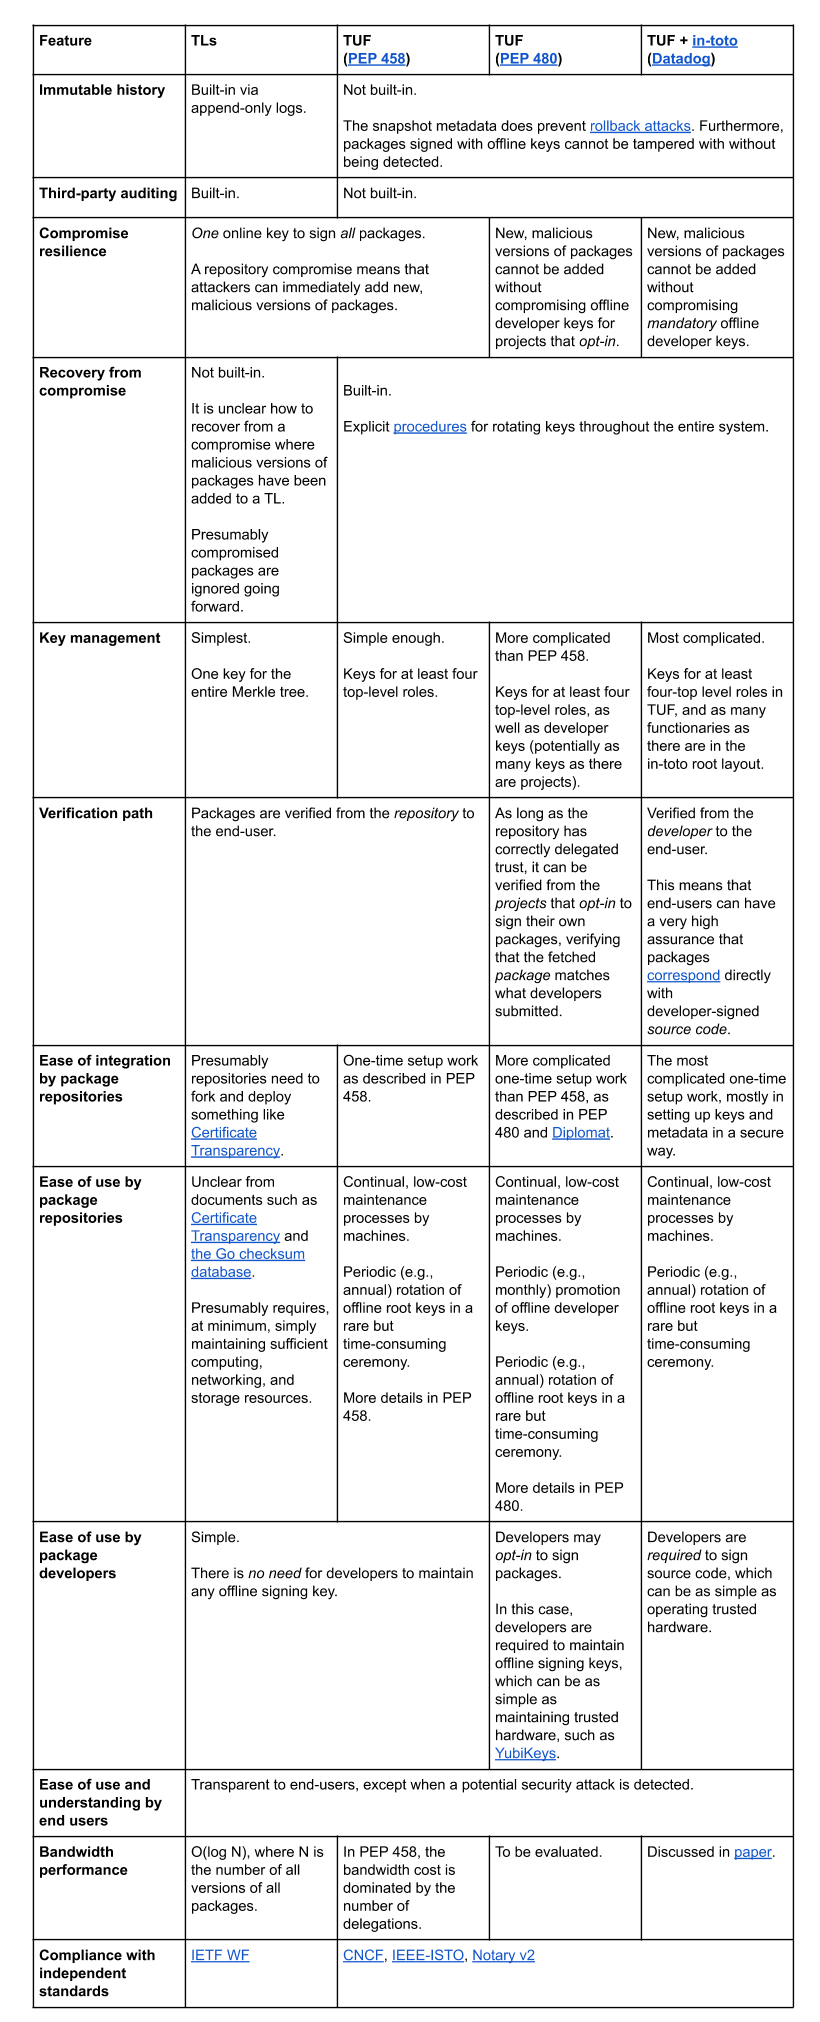 Feature
TLs
TUF
(PEP 458)
TUF
(PEP 480)
TUF + in-toto
(Datadog)
Immutable history
Built-in via
append-only logs.
Not built-in.
The snapshot metadata does prevent rollback attacks. Furthermore,
packages signed with offline keys cannot be tampered with without
being detected.
Third-party auditing
Built-in.
Not built-in.
Compromise
resilience
One online key to sign all packages.
A repository compromise means that
attackers can immediately add new,
malicious versions of packages.
New, malicious
versions of packages
cannot be added
without
compromising offline
developer keys for
projects that opt-in.
New, malicious
versions of packages
cannot be added
without
compromising
mandatory offline
developer keys.
Recovery from
compromise
Not built-in.
It is unclear how to
recover from a
compromise where
malicious versions of
packages have been
added to a TL.
Presumably
compromised
packages are
ignored going
forward.
Built-in.
Explicit procedures for rotating keys throughout the entire system.
Key management
Simplest.
One key for the
entire Merkle tree.
Simple enough.
Keys for at least four
top-level roles.
More complicated
than PEP 458.
Keys for at least four
top-level roles, as
well as developer
keys (potentially as
many keys as there
are projects).
Most complicated.
Keys for at least
four-top level roles in
TUF, and as many
functionaries as
there are in the
in-toto root layout.
Verification path
Packages are verified from the repository to
the end-user.
As long as the
repository has
correctly delegated
trust, it can be
verified from the
projects that opt-in to
sign their own
packages, verifying
that the fetched
package matches
what developers
submitted.
Verified from the
developer to the
end-user.
This means that
end-users can have
a very high
assurance that
packages
correspond directly
with
developer-signed
source code.
Ease of integration
by package
repositories
Presumably
repositories need to
fork and deploy
something like
Certificate
Transparency.
One-time setup work
as described in PEP
458.
More complicated
one-time setup work
than PEP 458, as
described in PEP
480 and Diplomat.
The most
complicated one-time
setup work, mostly in
setting up keys and
metadata in a secure
way.
Ease of use by
package
repositories
Unclear from
documents such as
Certificate
Transparency and
the Go checksum
database.
Presumably requires,
at minimum, simply
maintaining sufficient
computing,
networking, and
storage resources.
Continual, low-cost
maintenance
processes by
machines.
Periodic (e.g.,
annual) rotation of
offline root keys in a
rare but
time-consuming
ceremony.
More details in PEP
458.
Continual, low-cost
maintenance
processes by
machines.
Periodic (e.g.,
monthly) promotion
of offline developer
keys.
Periodic (e.g.,
annual) rotation of
offline root keys in a
rare but
time-consuming
ceremony.
More details in PEP
480.
Continual, low-cost
maintenance
processes by
machines.
Periodic (e.g.,
annual) rotation of
offline root keys in a
rare but
time-consuming
ceremony.
Ease of use by
package
developers
Simple.
There is no need for developers to maintain
any offline signing key.
Developers may
opt-in to sign
packages.
In this case,
developers are
required to maintain
offline signing keys,
which can be as
simple as
maintaining trusted
hardware, such as
YubiKeys.
Developers are
required to sign
source code, which
can be as simple as
operating trusted
hardware.
Ease of use and
understanding by
end users
Transparent to end-users, except when a potential security attack is detected.
Bandwidth
performance
O(log N), where N is
the number of all
versions of all
packages.
In PEP 458, the
bandwidth cost is
dominated by the
number of
delegations.
To be evaluated.
Discussed in paper.
Compliance with
independent
standards
IETF WF
CNCF, IEEE-ISTO, Notary v2